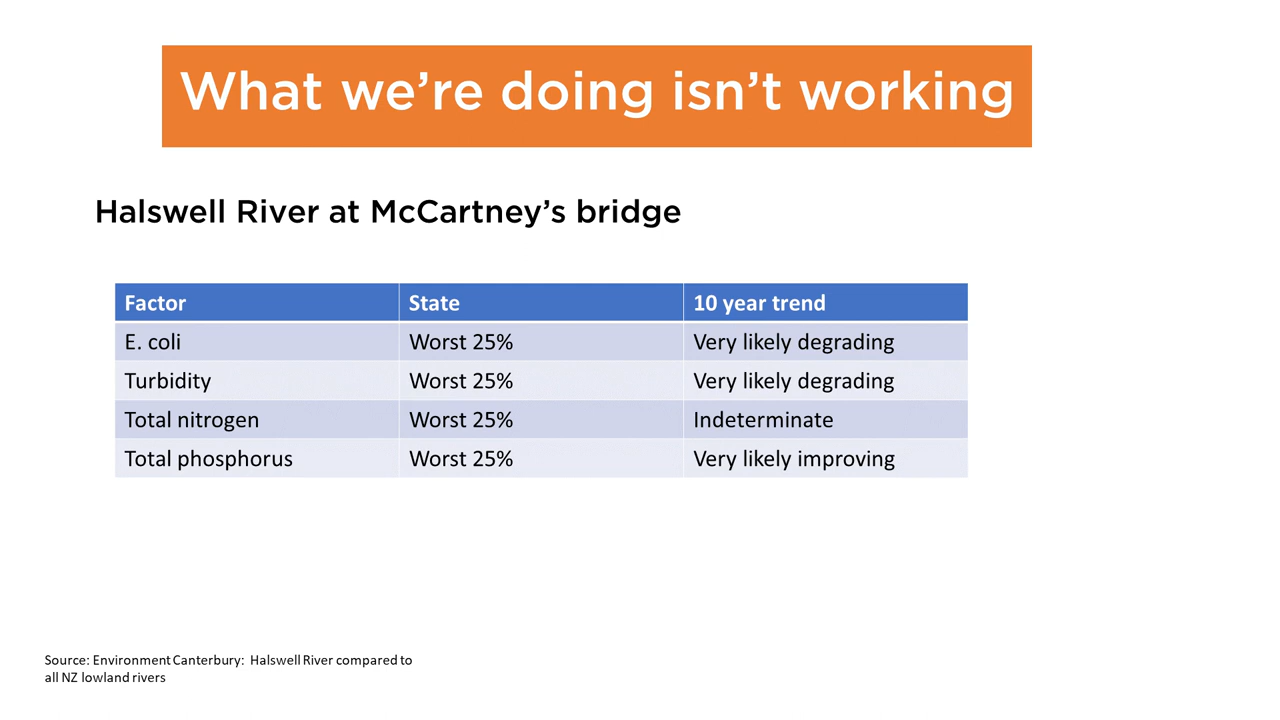 What we’re doing isn’t working
Halswell River at McCartney’s bridge
Factor State 10 year trend
E. coli Worst 25% Very likely degrading
Turbidity Worst 25% Very likely degrading
Total nitrogen Worst 25% Indeterminate
Total phosphorus Worst 25% Very likely improving
Source: Environment Canterbury: Halswell River compared to
all NZ lowland rivers